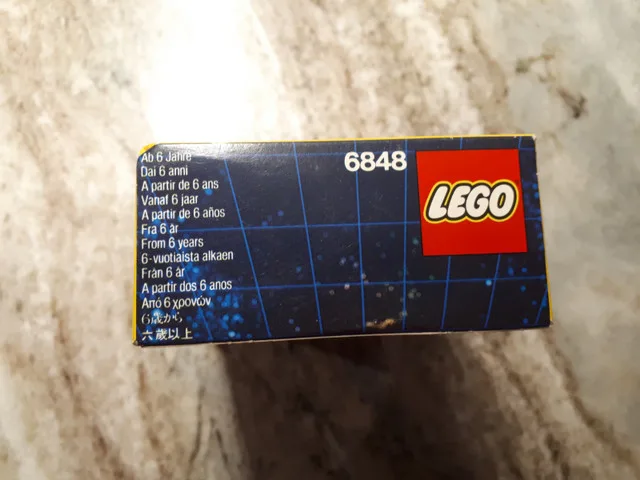 Ab 6 Jahre
Dai 6 anni
A partir de 6 ans
Vanaf 6 jaar
A partir de 6 años
Fra 6 år
From 6 years
6-vuotiaista alkaen
Från 6 år
A partir dos 6 anos
Από 6 χρονών
6歳から
六歲以上
6848
LEGO